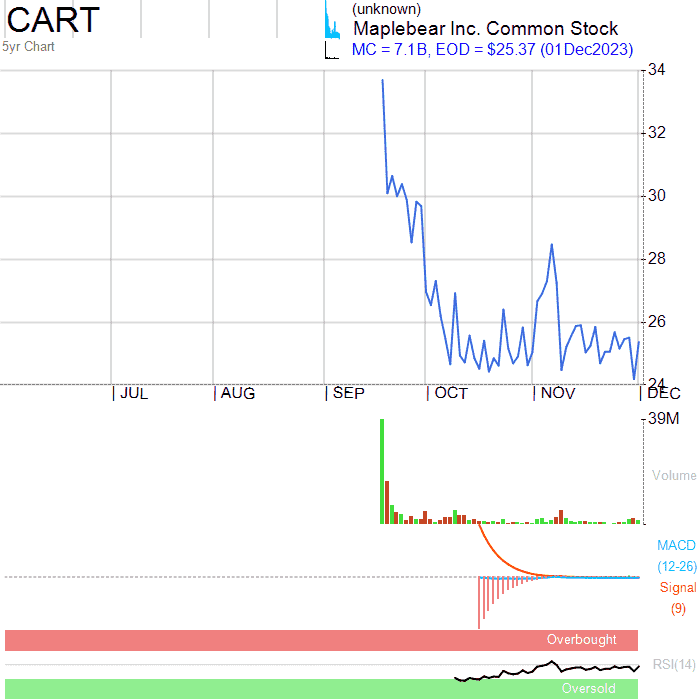 CART
(unknown)
Maplebear Inc. Common Stock
5yr Chart
MC = 7.1B, EOD = $25.37 (01Dec2023)
34
32
30
28
26
24
JUL AUG SEP OCT NOV DEC
39M
Volume
MACD
(12-26)
Signal
(9)
Overbought
RSI(14)
Oversold